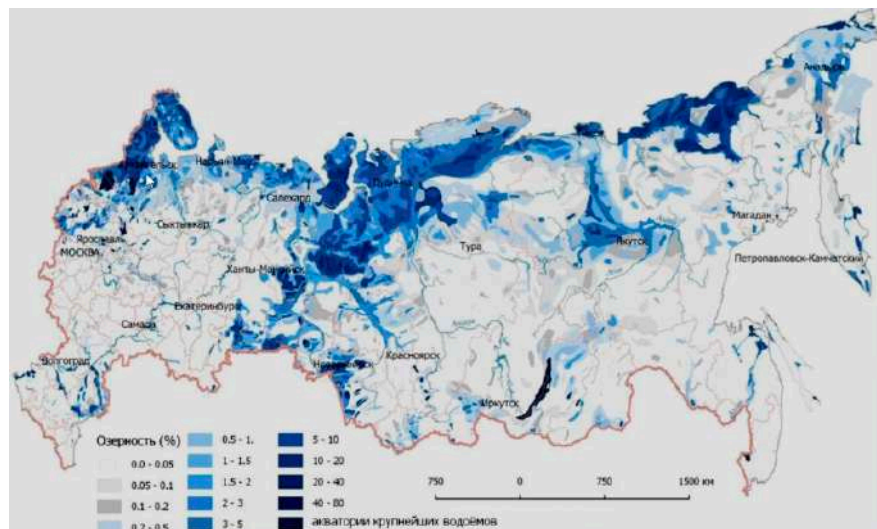 Анадырь
Архангельск
Нарьян-Мар
Салехард
Сыктывкар
Ярославль
МОСКВА
Тура
Якутск
Магадан
Петропавловск-Камчатский
Ханты-Мансийск
Екатеринбург
Самара
Волгоград
Красноярск
Иркутск
Озерность (%)
0.0 - 0.05
0.05 - 0.1
0.1 - 0.2
0.2 - 0.5
0.5 - 1.
1 - 1.5
1.5 - 2
2 - 3
3 - 5
5 - 10
10 - 20
20 - 40
40 - 80
акватории крупнейших водоёмов
750 0 750 1500 км